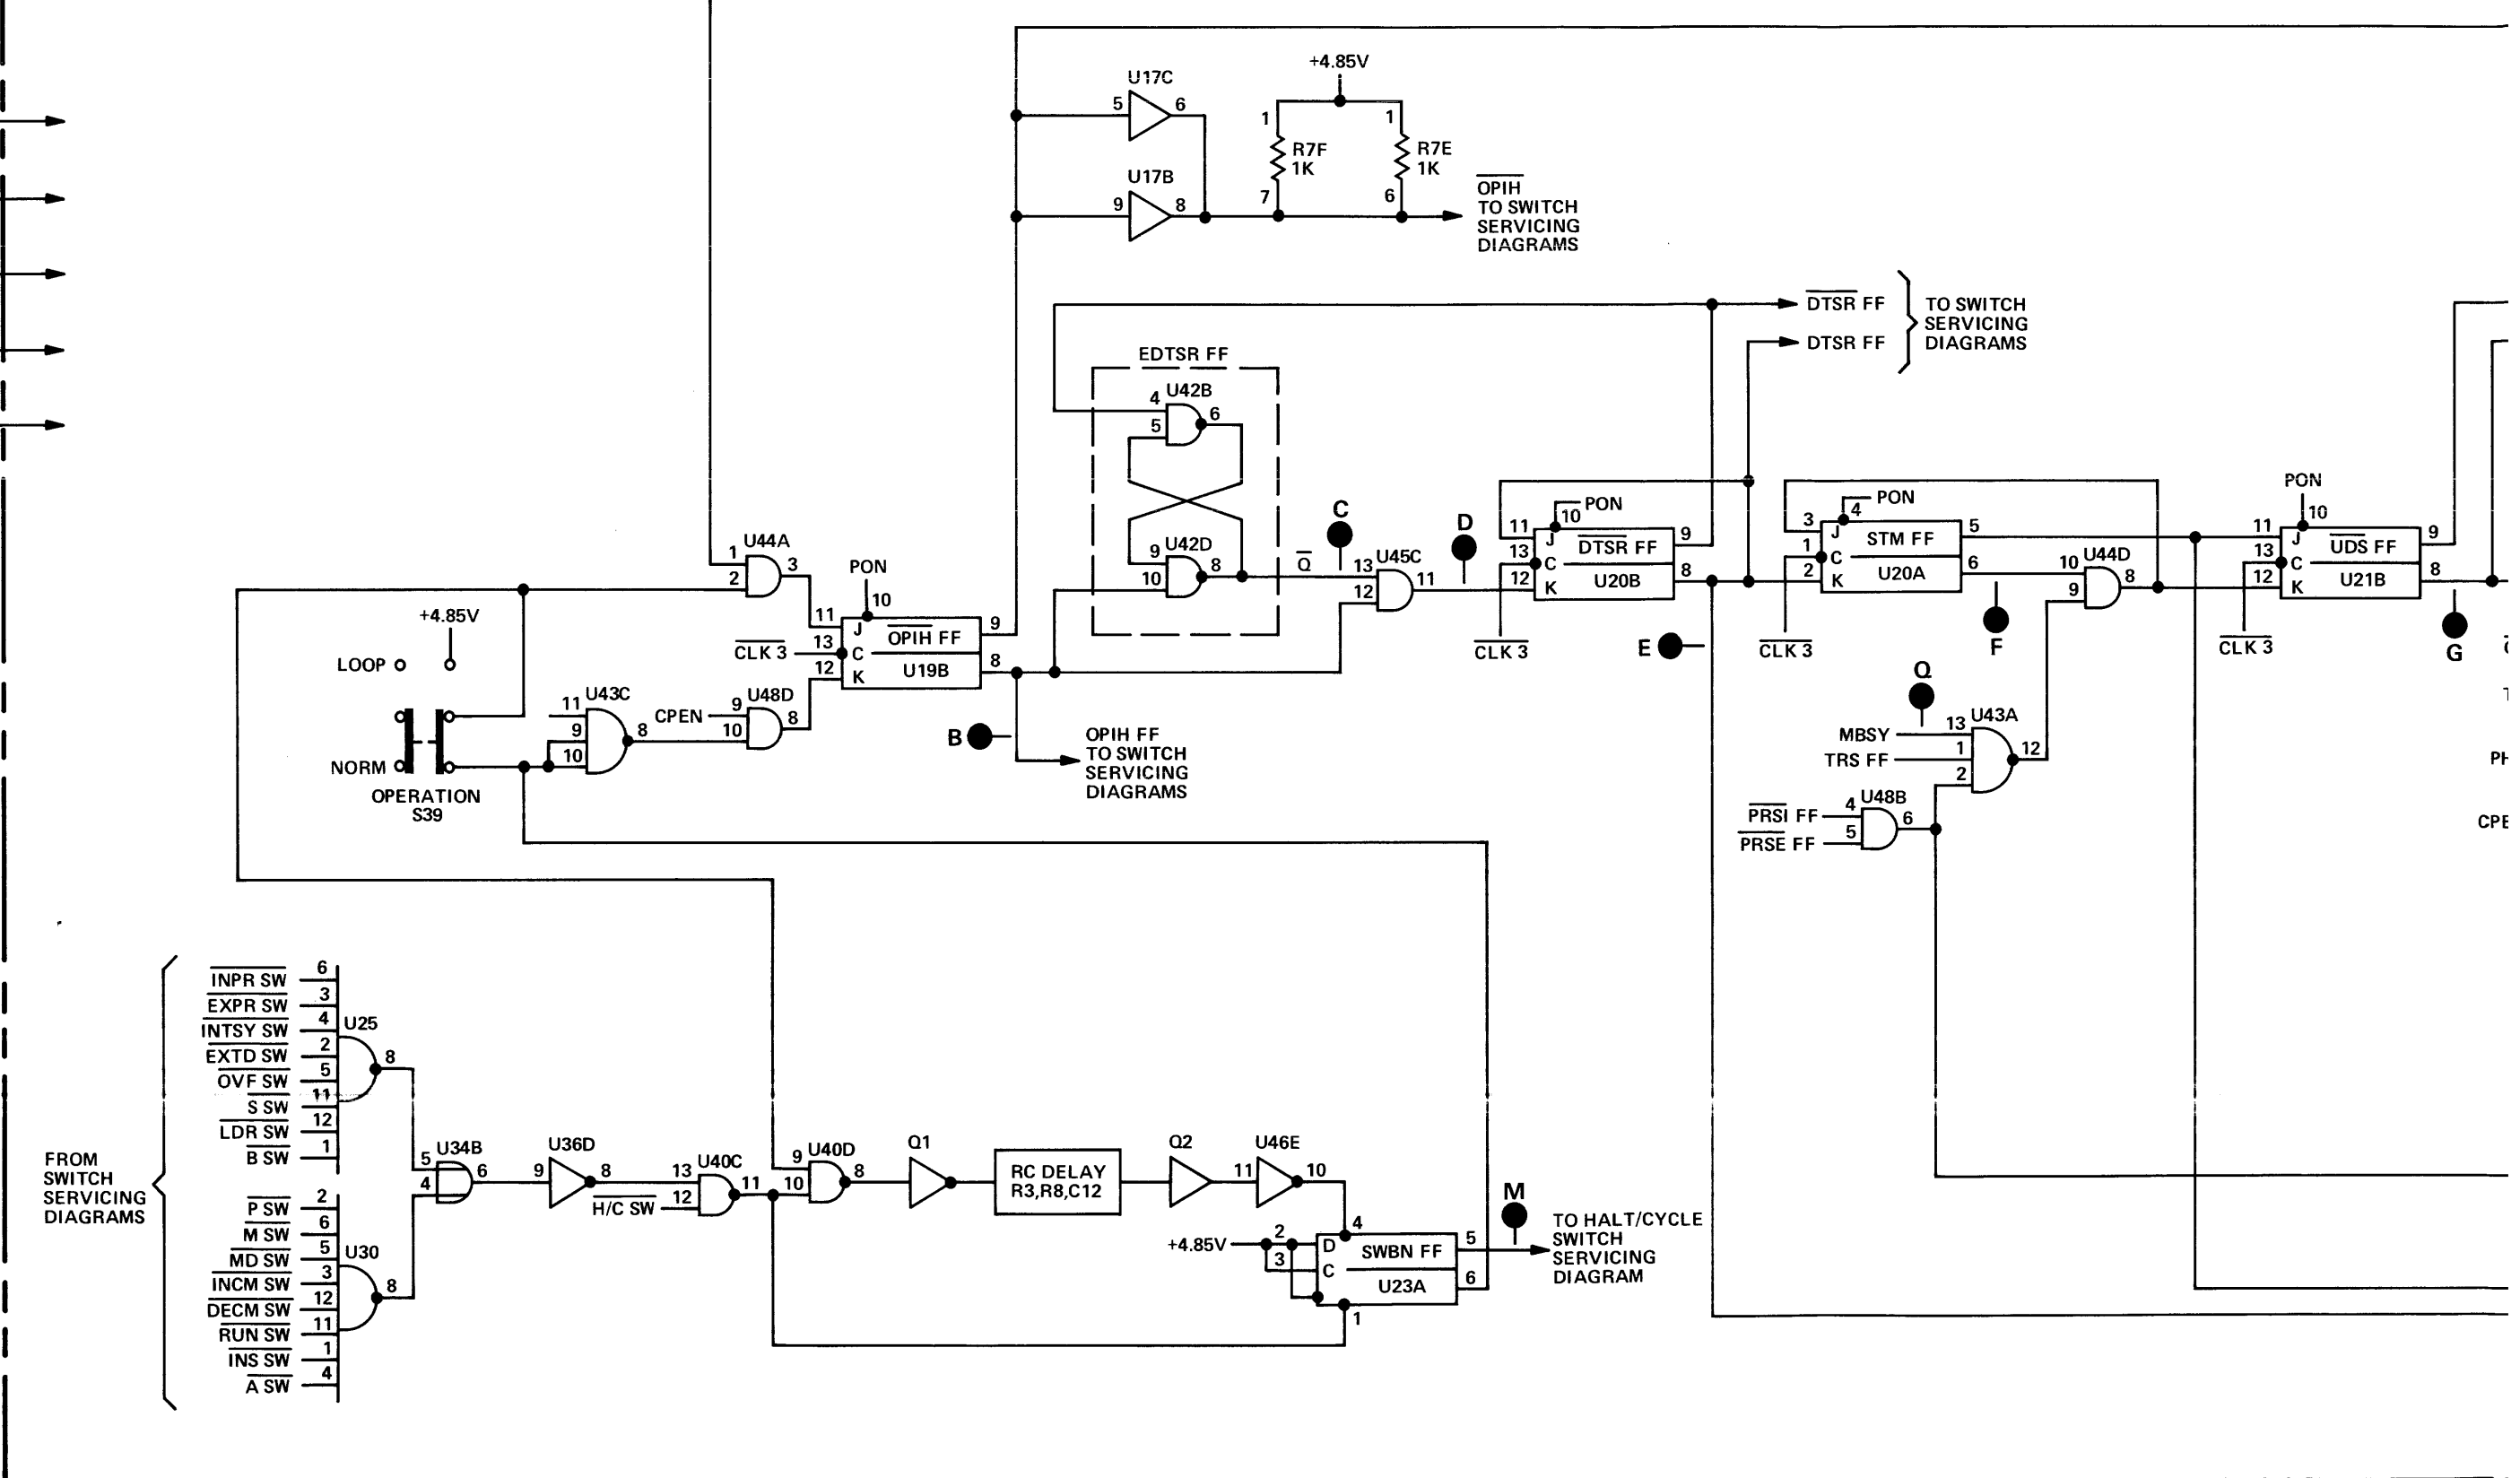 +4.85V
U17C
5
6
1
1
R7F
1K
R7E
1K
U17B
9
8
7
6
OPIH
TO SWITCH
SERVICING
DIAGRAMS
DTSR FF
DTSR FF
TO SWITCH
SERVICING
DIAGRAMS
EDTSR FF
U42B
4
5
6
U42D
9
10
8
Q
C
13
12
U45C
11
D
PON
10
11
J
13
C
12
K
DTSR FF
U20B
9
8
CLK 3
E
PON
4
3
J
1
C
2
K
STM FF
U20A
5
6
CLK 3
F
U44D
10
9
8
PON
10
11
J
13
C
12
K
UDS FF
U21B
9
8
CLK 3
G
U44A
1
2
3
PON
10
11
J
13
C
12
K
OPIH FF
U19B
9
8
CLK 3
+4.85V
LOOP
NORM
OPERATION
S39
U43C
11
9
10
8
CPEN
9
10
U48D
8
B
OPIH FF
TO SWITCH
SERVICING
DIAGRAMS
Q
MBSY
13
TRS FF
1
2
U43A
12
PRSI FF
4
PRSE FF
5
U48B
6
PH
CPE
FROM
SWITCH
SERVICING
DIAGRAMS
INPR SW 6
EXPR SW 3
INTSY SW 4
EXTD SW 2
OVF SW 5
S SW 11
LDR SW 12
B SW 1
U25
8
P SW 2
M SW 6
MD SW 5
INCM SW 3
DECM SW 12
RUN SW 11
INS SW 1
A SW 4
U30
8
U34B
5
4
6
U36D
9
8
H/C SW
13
12
U40C
11
U40D
9
10
8
Q1
RC DELAY
R3,R8,C12
Q2
U46E
11
10
+4.85V
2
3
4
D
C
SWBN FF
U23A
5
6
1
M
TO HALT/CYCLE
SWITCH
SERVICING
DIAGRAM